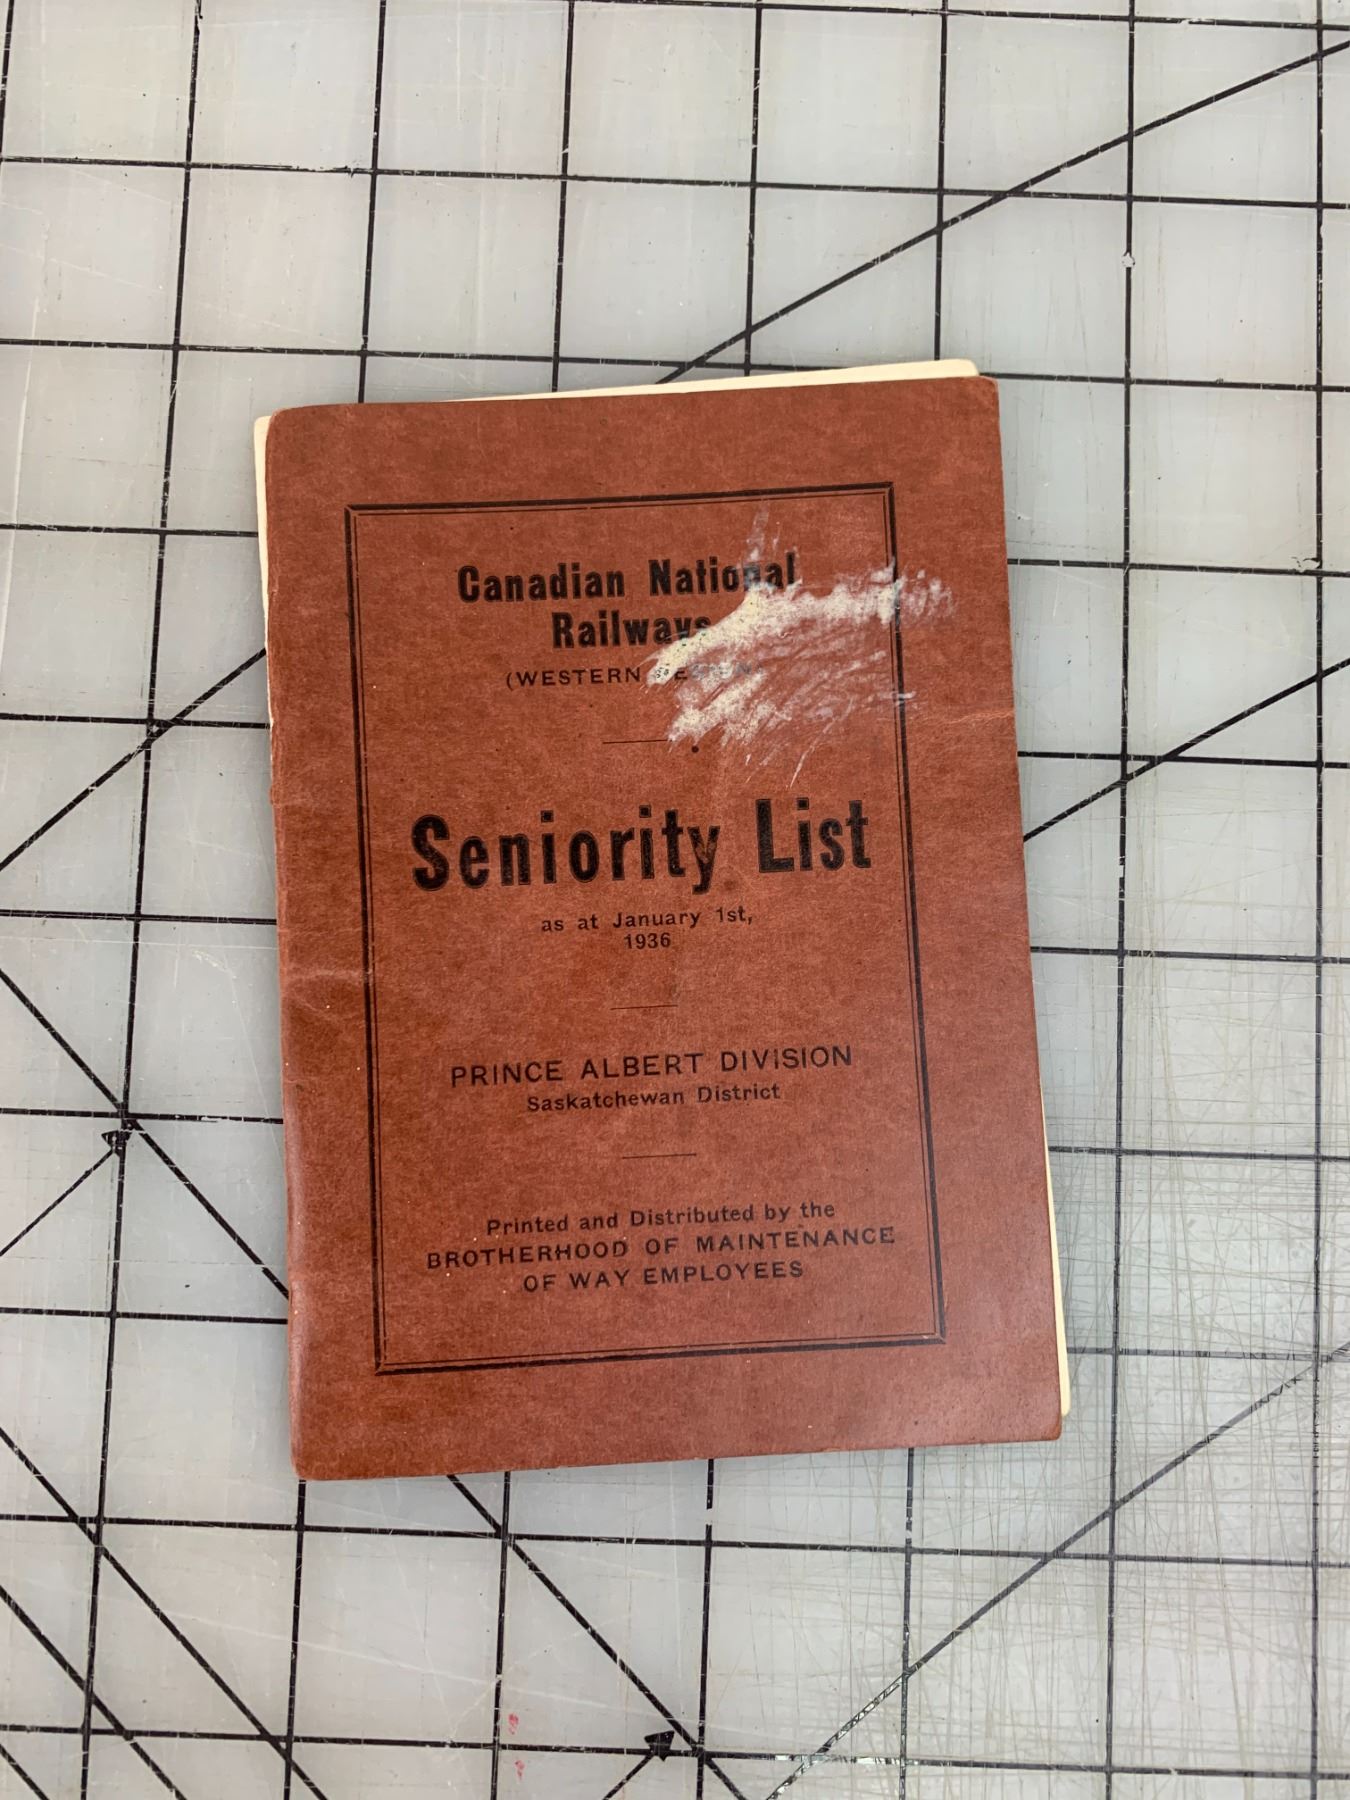 Canadian National
Railways
(WESTERN
Seniority List
as at January 1st,
1936
PRINCE ALBERT DIVISION
Saskatchewan District
Printed and Distributed by the
BROTHERHOOD OF MAINTENANCE
OF WAY EMPLOYEES